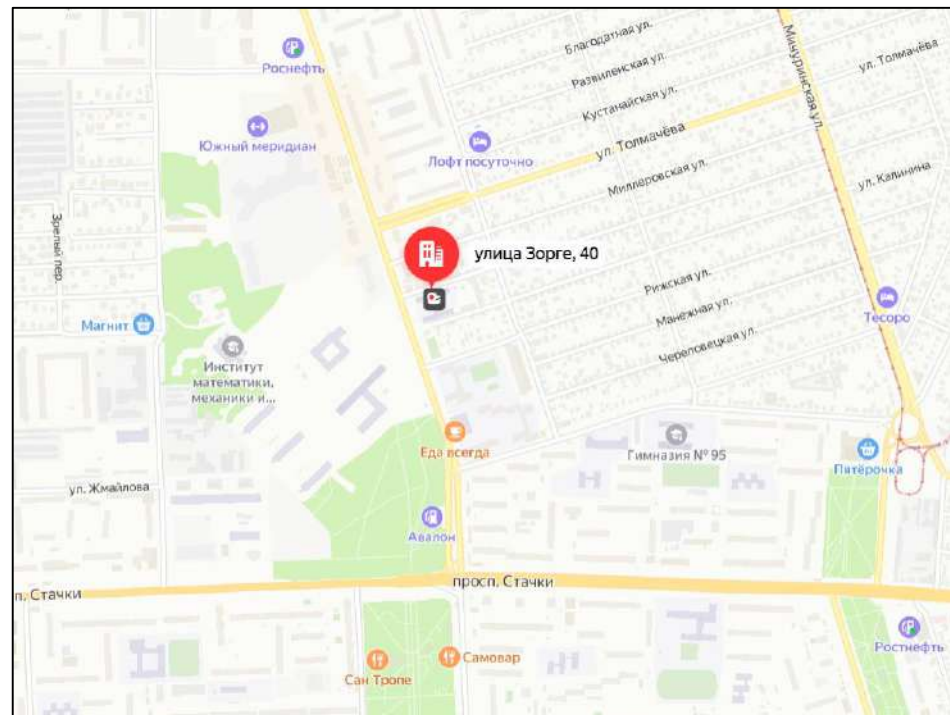 Благодатная ул.
Роснефть
Развиленская ул.
Мичуринская ул.
ул. Толмачёва
Кустанайская ул.
Южный меридиан
ул. Толмачёва
Лофт посуточно
Миллеровская ул.
ул. Калинина
Зрелый пер.
улица Зорге, 40
Рижская ул.
Манежная ул.
Тесоро
Магнит
Череповецкая ул.
Институт
математики,
механики и...
Еда всегда
Гимназия № 95
Пятёрочка
ул. Жмайлова
Авалон
просп. Стачки
п. Стачки
Ростнефть
Самовар
Сан Тропе